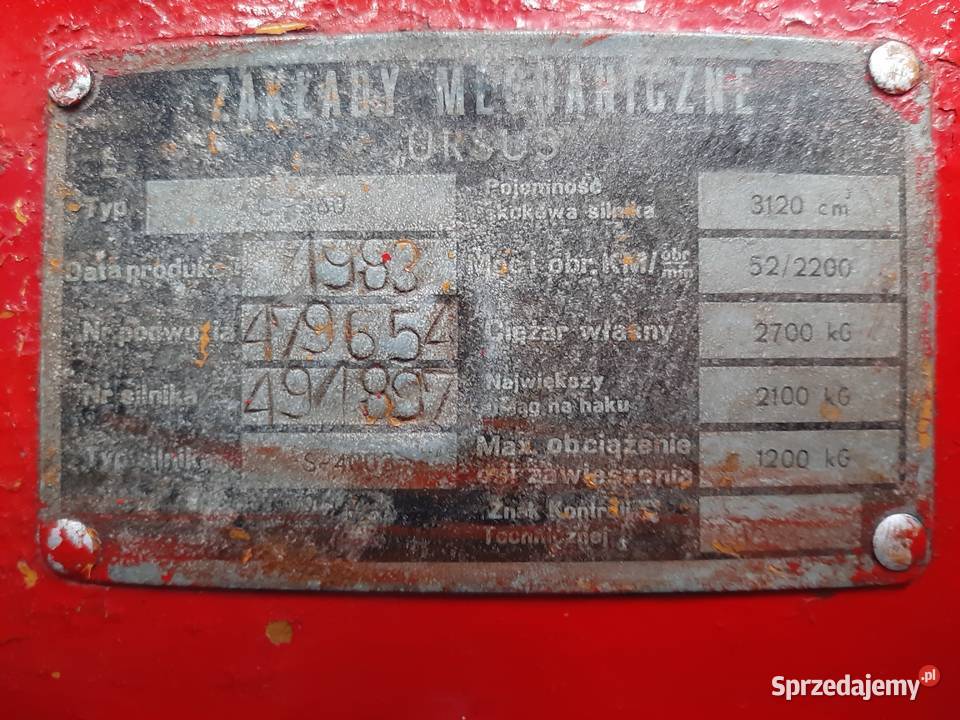 ZAKŁADY MECHANICZNE
„URSUS"
Typ
Pojemność skokowa silnika 3120 cm³
Data produkcji 1983
Moc i obr. KM/obr/min 52/2200
Nr podwozia 479654
Ciężar własny 2700 kG
Nr silnika 491897
Największy uciąg na haku 2100 kG
Typ silnika S-4003
Max. obciążenie osi zawieszenia 1200 kG
Znak Kontroli Technicznej
Sprzedajemy.pl